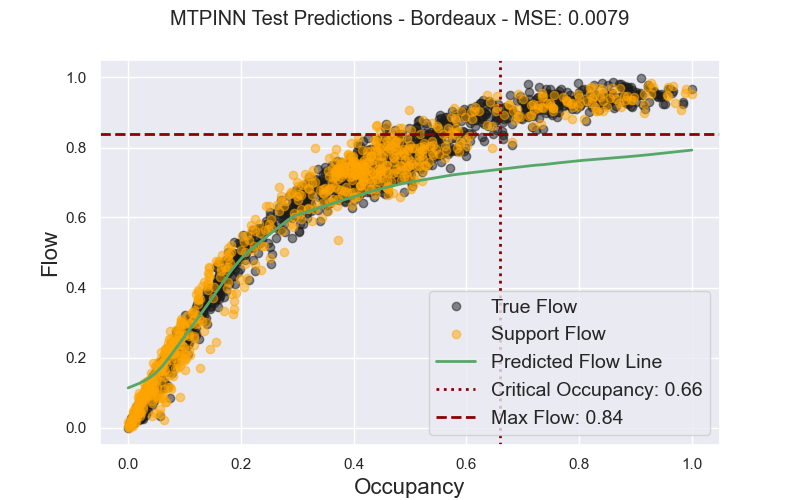 MTPINN Test Predictions - Bordeaux - MSE: 0.0079
Flow
1.0
0.8
0.6
0.4
0.2
0.0
True Flow
Support Flow
Predicted Flow Line
Critical Occupancy: 0.66
Max Flow: 0.84
0.0
0.2
0.4
0.6
0.8
1.0
Occupancy